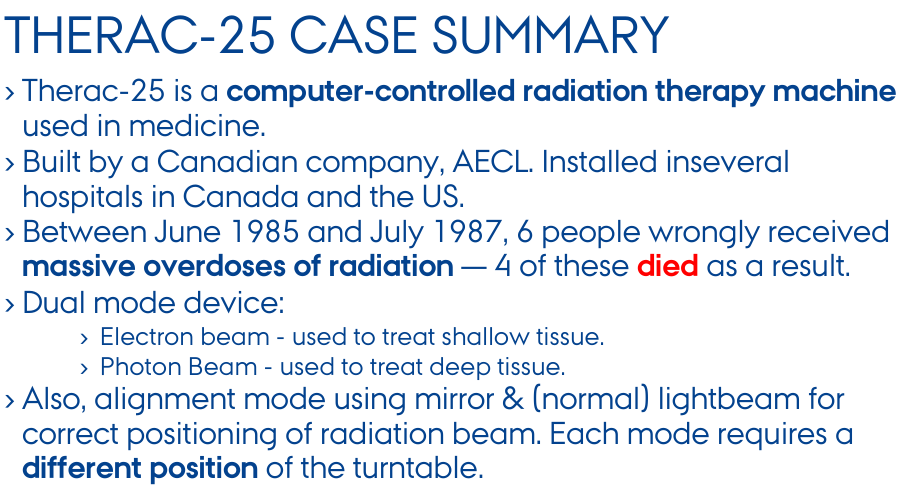 THERAC-25 CASE SUMMARY
› Therac-25 is a computer-controlled radiation therapy machine
used in medicine.
› Built by a Canadian company, AECL. Installed inseveral
hospitals in Canada and the US.
› Between June 1985 and July 1987, 6 people wrongly received
massive overdoses of radiation — 4 of these died as a result.
› Dual mode device:
› Electron beam - used to treat shallow tissue.
› Photon Beam - used to treat deep tissue.
› Also, alignment mode using mirror & (normal) lightbeam for
correct positioning of radiation beam. Each mode requires a
different position of the turntable.